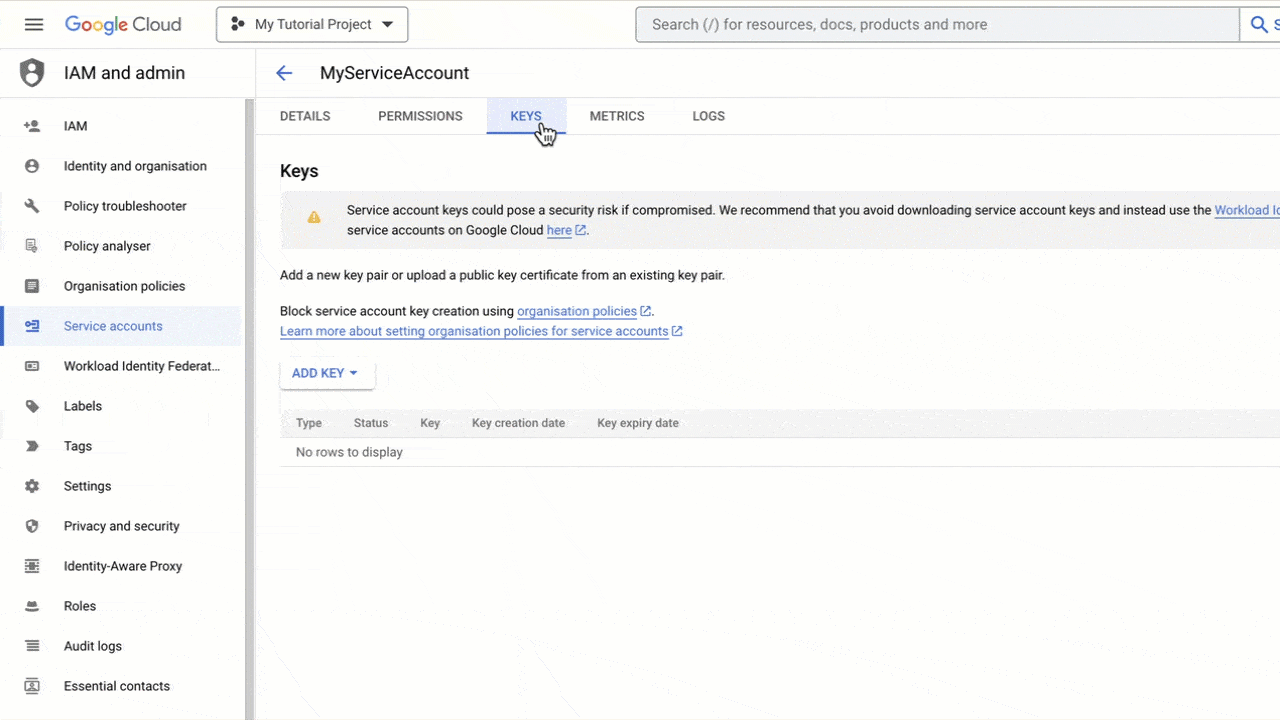 Google Cloud
My Tutorial Project
Search (/) for resources, docs, products and more
IAM and admin
MyServiceAccount
DETAILS PERMISSIONS KEYS METRICS LOGS
IAM
Identity and organisation
Policy troubleshooter
Policy analyser
Organisation policies
Service accounts
Workload Identity Federat...
Labels
Tags
Settings
Privacy and security
Identity-Aware Proxy
Roles
Audit logs
Essential contacts
Keys
Service account keys could pose a security risk if compromised. We recommend that you avoid downloading service account keys and instead use the Workload
service accounts on Google Cloud here.
Add a new key pair or upload a public key certificate from an existing key pair.
Block service account key creation using organisation policies.
Learn more about setting organisation policies for service accounts
ADD KEY
Type Status Key Key creation date Key expiry date
No rows to display